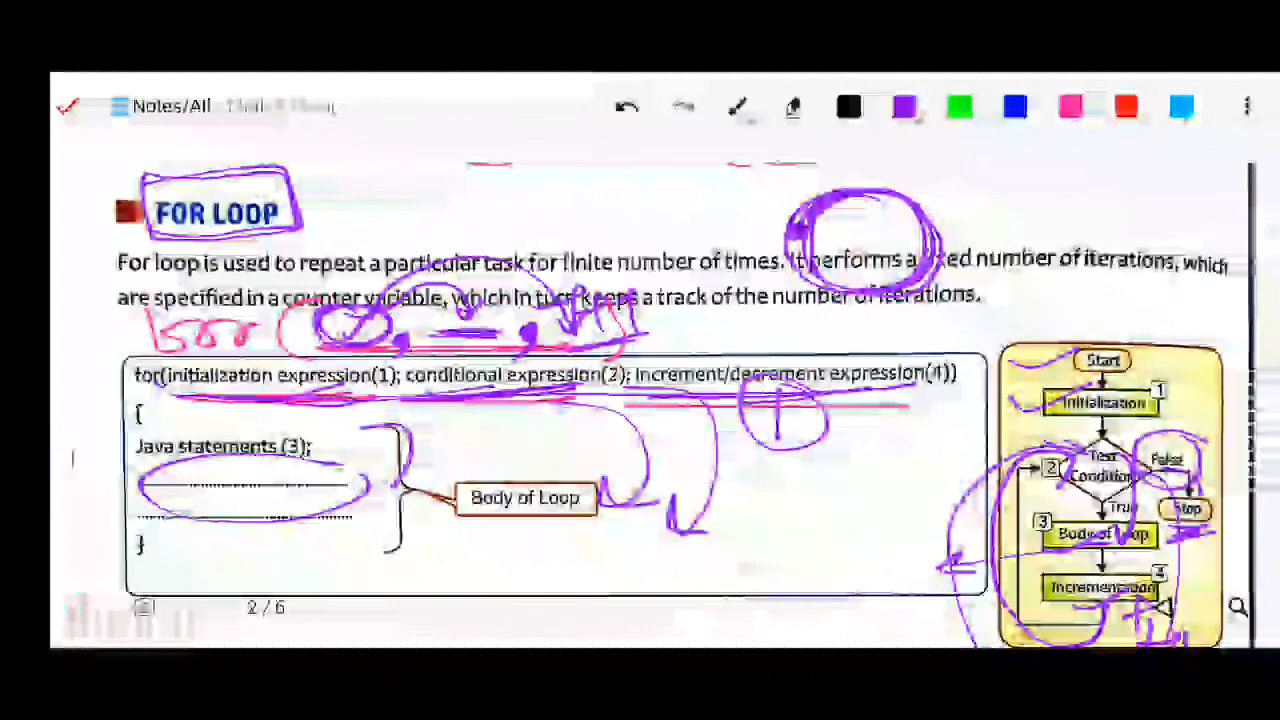 Notes/All
FOR LOOP
For loop is used to repeat a particular task for finite number of times. It performs a fixed number of iterations, which
are specified in a counter variable, which in turn keeps a track of the number of iterations.
for((initialization expression(1); conditional expression(2); increment/decrement expression(4))
{
Java statements (3);
}
Body of Loop
2 / 6
Start
1
Initialization
2
Test
Condition
False
True
Stop
3
Body of Loop
4
Incrementation